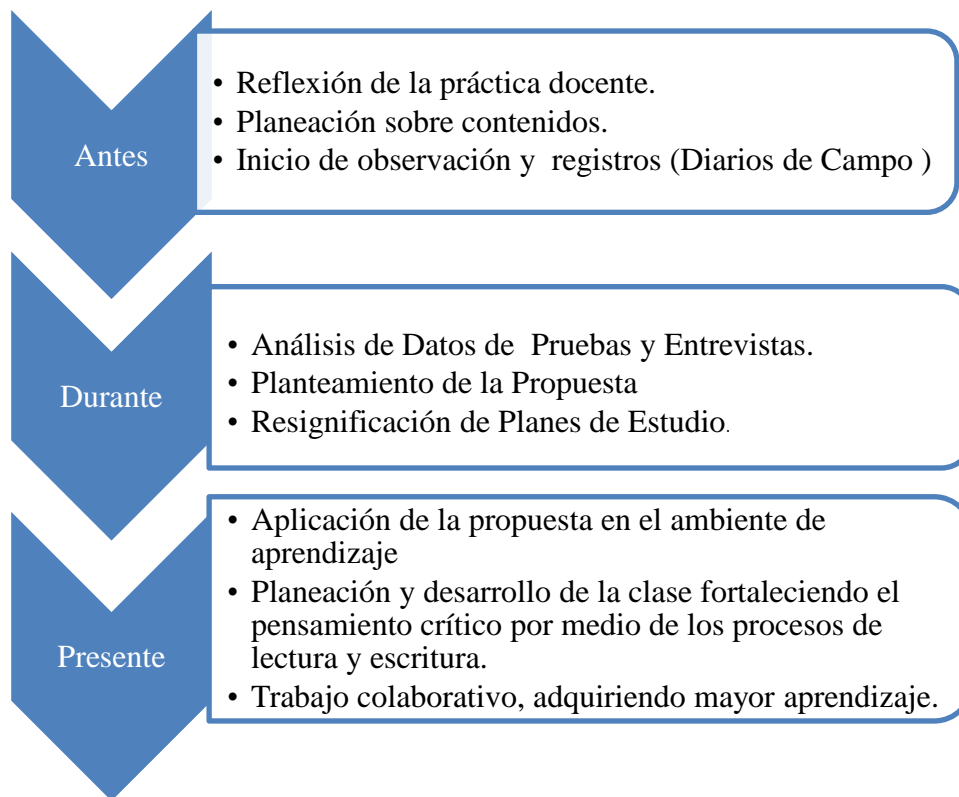 Antes
• Reflexión de la práctica docente.
• Planeación sobre contenidos.
• Inicio de observación y registros (Diarios de Campo )
Durante
• Análisis de Datos de Pruebas y Entrevistas.
• Planteamiento de la Propuesta
• Resignificación de Planes de Estudio.
Presente
• Aplicación de la propuesta en el ambiente de
aprendizaje
• Planeación y desarrollo de la clase fortaleciendo el
pensamiento crítico por medio de los procesos de
lectura y escritura.
• Trabajo colaborativo, adquiriendo mayor aprendizaje.